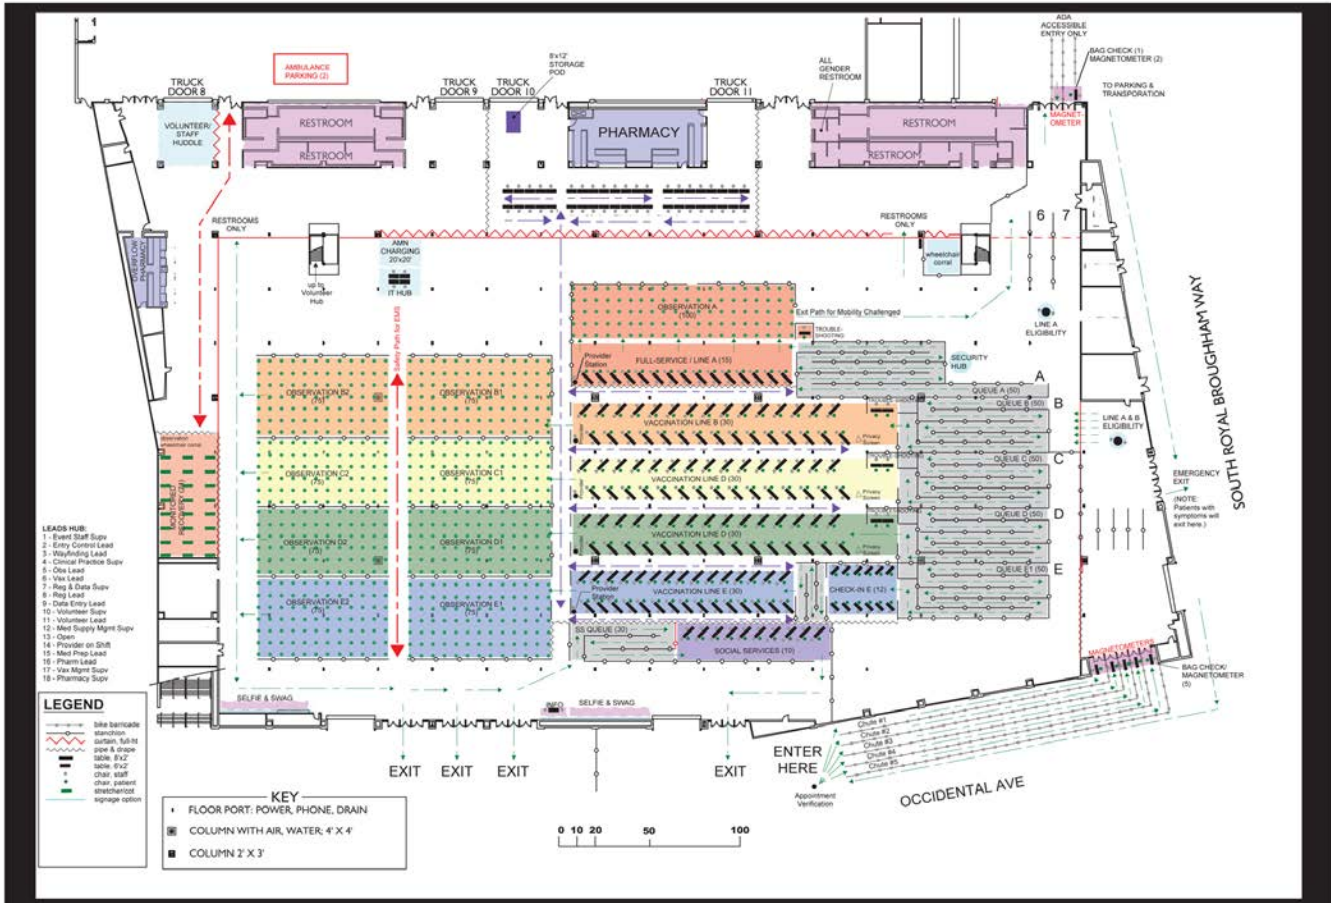 ADA
ACCESSIBLE
ENTRY ONLY
BAG CHECK (1)
MAGNETOMETER (2)
TO PARKING &
TRANSPORATION
MAGNET-
OMETER
AMBULANCE
PARKING (2)
8'x12'
STORAGE
POD
ALL
GENDER
RESTROOM
TRUCK
DOOR 8
TRUCK
DOOR 9
TRUCK
DOOR 10
TRUCK
DOOR 11
VOLUNTEER/
STAFF
HUDDLE
RESTROOM
RESTROOM
PHARMACY
RESTROOM
RESTROOM
RESTROOMS
ONLY
RESTROOMS
ONLY
6 7
OVERFLOW
PHARMACY
up to
Volunteer
Hub
AMN
CHARGING
20'x20'
IT HUB
wheelchair
corral
LINE A
ELIGIBILITY
SOUTH ROYAL BROUGHHAM WAY
Safety Path for EMS
OBSERVATION A
(100)
Exit Path for Mobility Challenged
TROUBLE-
SHOOTING
Provider
Station
FULL-SERVICE / LINE A (15)
SECURITY
HUB
A
QUEUE A (50)
B
QUEUE B (50)
LINE A & B
ELIGIBILITY
OBSERVATION B2
(75)
OBSERVATION B1
(75)
VACCINATION LINE B (30)
Privacy
Screen
C
QUEUE C (50)
OBSERVATION C2
(75)
OBSERVATION C1
(75)
VACCINATION LINE D (30)
Privacy
Screen
D
QUEUE D (50)
EMERGENCY
EXIT
(NOTE:
Patients with
symptoms will
exit here.)
observation
wheelchair corral
MONITORED
OBSERVATION D2
(75)
OBSERVATION D1
(75)
VACCINATION LINE D (30)
Privacy
Screen
E
QUEUE E1 (50)
OBSERVATION E2
(75)
OBSERVATION E1
(75)
VACCINATION LINE E (30)
Provider
Station
CHECK-IN E (12)
SS QUEUE (30)
SOCIAL SERVICES (10)
MAGNETOMETERS
BAG CHECK/
MAGNETOMETER
(5)
LEADS HUB:
1 - Event Staff Supv
2 - Entry Control Lead
3 - Wayfinding Lead
4 - Clinical Practice Supv
5 - Obs Lead
6 - Vax Lead
7 - Reg & Data Supv
8 - Reg Lead
9 - Data Entry Lead
10 - Volunteer Supv
11 - Volunteer Lead
12 - Med Supply Mgmt Supv
13 - Open
14 - Provider on Shift
15 - Med Prep Lead
16 - Pharm Lead
17 - Vax Mgmt Supv
18 - Pharmacy Supv
SELFIE & SWAG
INFO
SELFIE & SWAG
LEGEND
bike barricade
stanchion
curtain, full-ht
pipe & drape
table, 8'x2'
table, 6'x2'
chair, staff
chair, patient
stretcher/cot
signage option
EXIT
EXIT
EXIT
EXIT
ENTER
HERE
Appointment
Verification
Chute #1
Chute #2
Chute #3
Chute #4
Chute #5
OCCIDENTAL AVE
KEY
FLOOR PORT: POWER, PHONE, DRAIN
COLUMN WITH AIR, WATER; 4' X 4'
COLUMN 2' X 3'
0 10 20 50 100